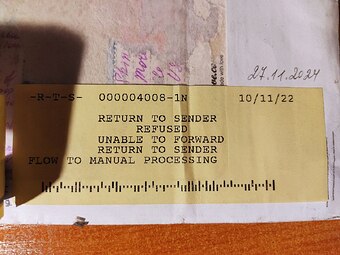 27.11.2024
-R-T-S- 000004008-1N 10/11/22
RETURN TO SENDER
REFUSED
UNABLE TO FORWARD
RETURN TO SENDER
FLOW TO MANUAL PROCESSING